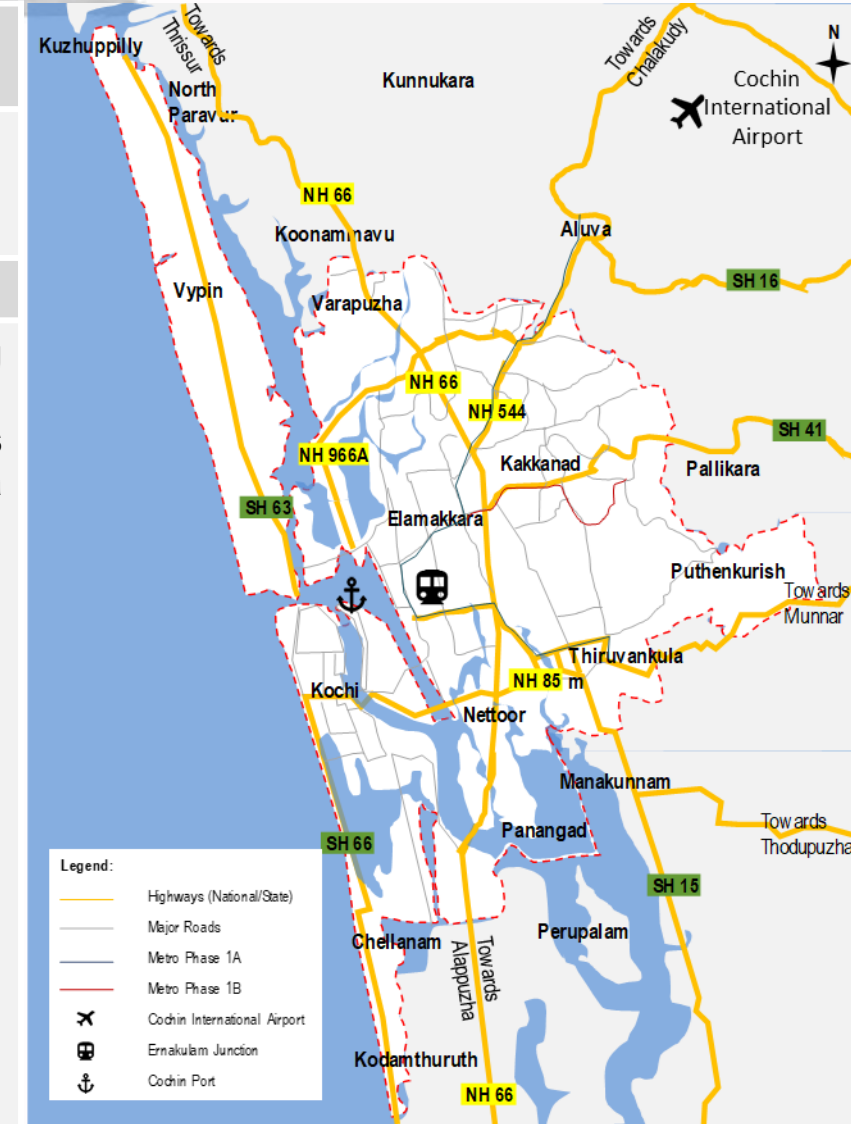 Kuzhuppilly
Towards
Thrissur
North
Paravur
Kunnukara
Towards
Chalakudy
N
Cochin
International
Airport
NH 66
Koonammavu
Aluva
SH 16
Vypin
Varapuzha
NH 66
NH 544
SH 41
NH 966A
Kakkanad
Pallikara
SH 63
Elamakkara
Puthenkurish
Towards
Munnar
Thiruvankula
m
NH 85
Kochi
Nettoor
Manakunnam
Panangad
Towards
Thodupuzha
SH 66
SH 15
Chellanam
Towards
Alappuzha
Perupalam
Kodamthuruth
NH 66
Legend:
Highways (National/State)
Major Roads
Metro Phase 1A
Metro Phase 1B
Cochin International Airport
Ernakulam Junction
Cochin Port